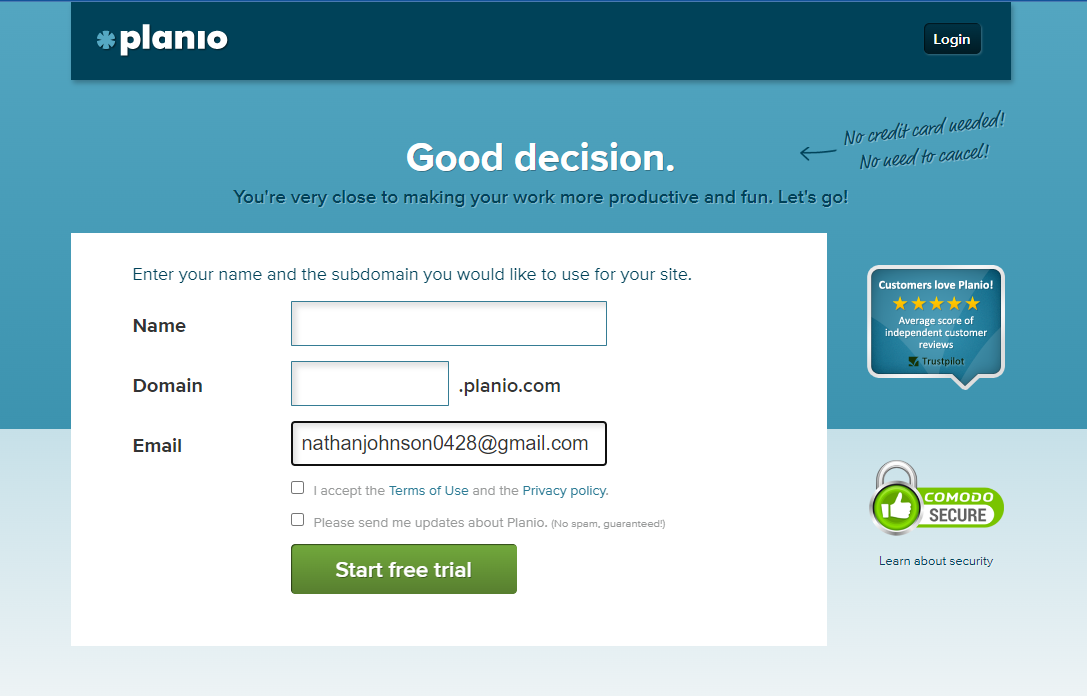 planio
Login
No credit card needed!
No need to cancel!
Good decision.
You're very close to making your work more productive and fun. Let's go!
Enter your name and the subdomain you would like to use for your site.
Name
Domain
.planio.com
Email
nathanjohnson0428@gmail.com
I accept the Terms of Use and the Privacy policy.
Please send me updates about Planio. (No spam, guaranteed!)
Start free trial
Customers love Planio!
Average score of
independent customer
reviews
Trustpilot
COMODO
SECURE
Learn about security